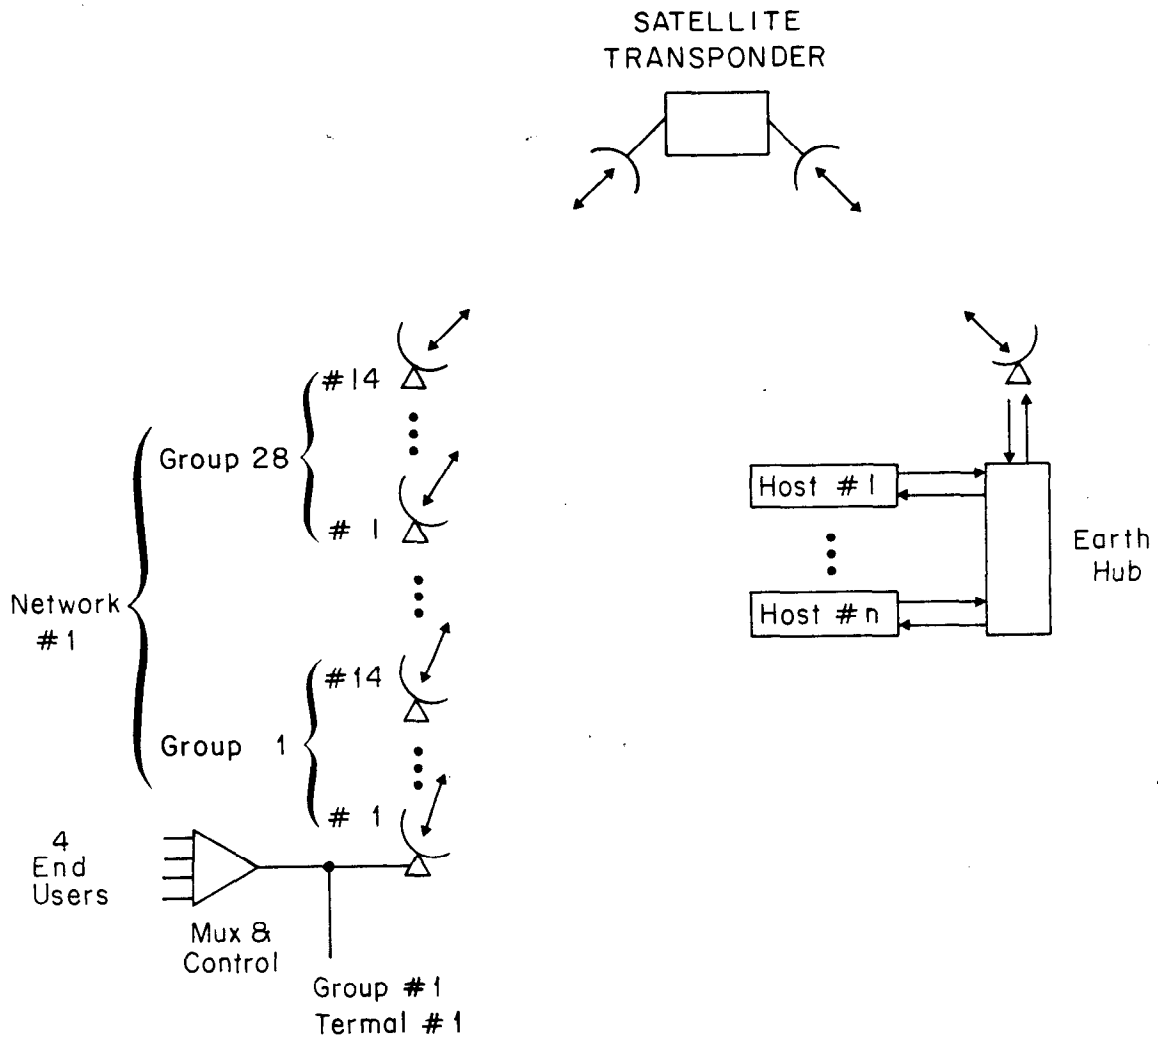 SATELLITE
TRANSPONDER
#14
Group 28
# 1
Network
#1
#14
Group 1
# 1
Host #1
Host #n
Earth
Hub
4
End
Users
Mux &
Control
Group #1
Termal #1